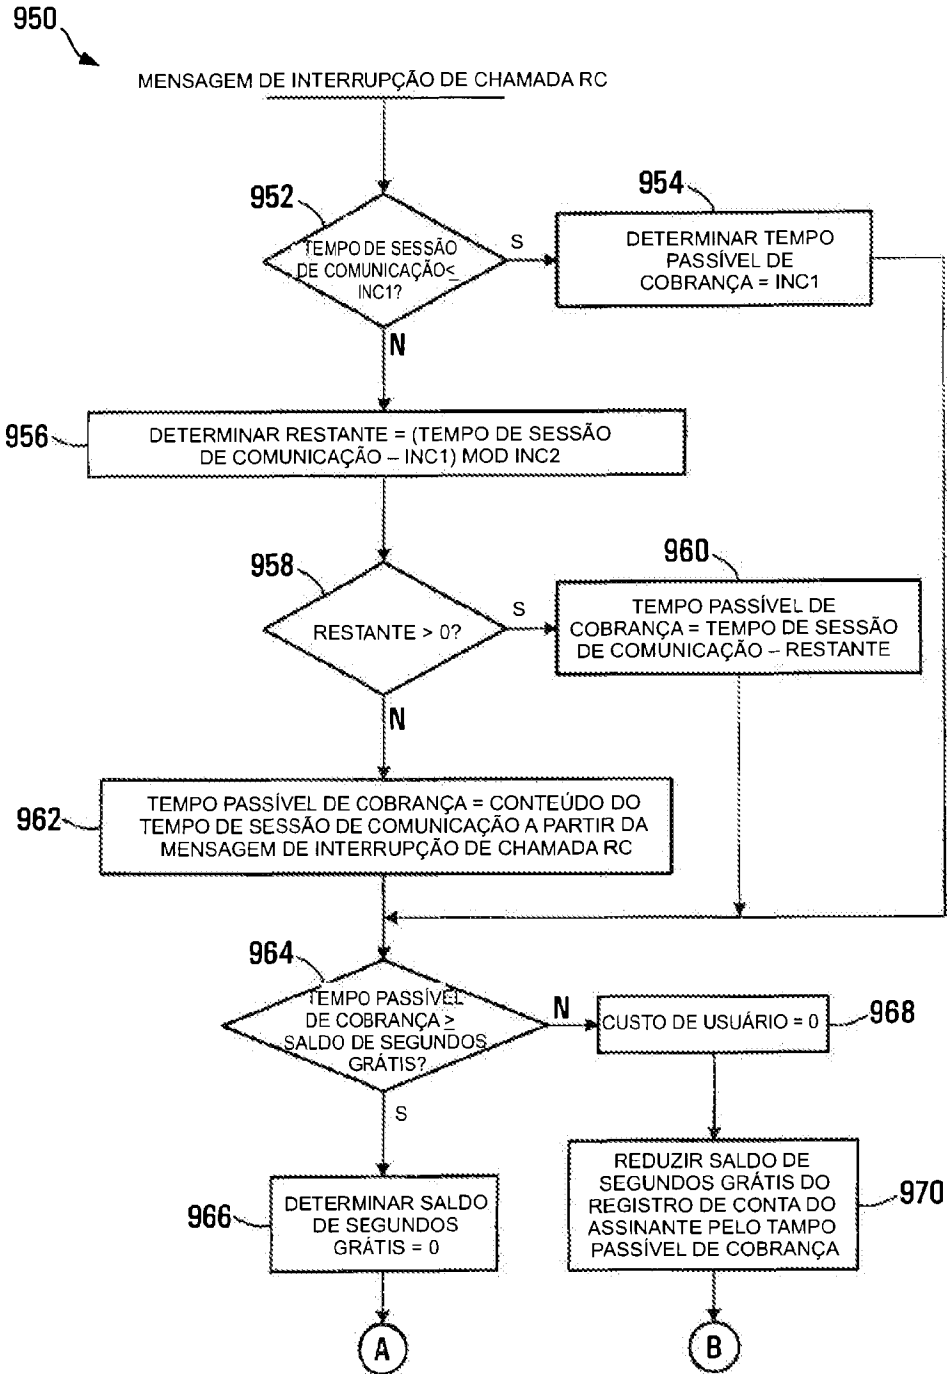 950
MENSAGEM DE INTERRUPÇÃO DE CHAMADA RC
952
TEMPO DE SESSÃO
DE COMUNICAÇÃO≤
INC1?
S
954
DETERMINAR TEMPO
PASSÍVEL DE
COBRANÇA = INC1
N
956
DETERMINAR RESTANTE = (TEMPO DE SESSÃO
DE COMUNICAÇÃO – INC1) MOD INC2
958
RESTANTE > 0?
S
960
TEMPO PASSÍVEL DE
COBRANÇA = TEMPO DE SESSÃO
DE COMUNICAÇÃO – RESTANTE
N
962
TEMPO PASSÍVEL DE COBRANÇA = CONTEÚDO DO
TEMPO DE SESSÃO DE COMUNICAÇÃO A PARTIR DA
MENSAGEM DE INTERRUPÇÃO DE CHAMADA RC
964
TEMPO PASSÍVEL
DE COBRANÇA ≥
SALDO DE SEGUNDOS
GRÁTIS?
N
CUSTO DE USUÁRIO = 0
968
S
966
DETERMINAR SALDO
DE SEGUNDOS
GRÁTIS = 0
REDUZIR SALDO DE
SEGUNDOS GRÁTIS DO
REGISTRO DE CONTA DO
ASSINANTE PELO TAMPO
PASSÍVEL DE COBRANÇA
970
A
B